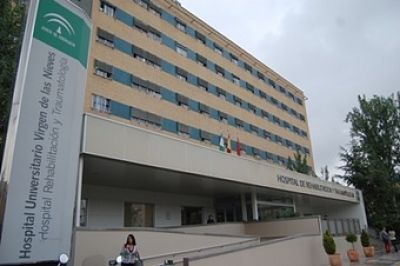 Hospital Universitario Virgen de las Nieves
Hospital Rehabilitación y Traumatología
HOSPITAL DE REHABILITACIÓN Y TRAUMATOLOGÍA